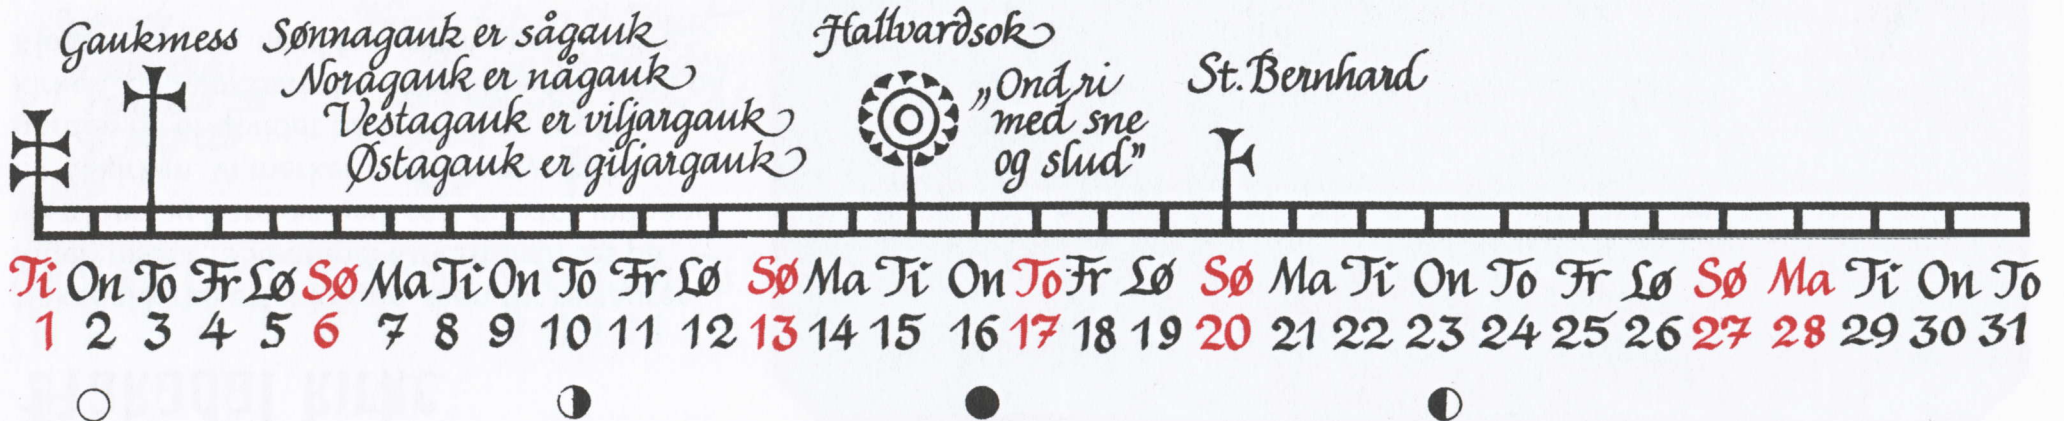 Gaukmess
Sønnagauk er sågauk
Noragauk er någauk
Vestagauk er viljargauk
Østagauk er giljargauk
Hallvardsok
„Ond ri
med sne
og slud”
St. Bernhard
Ti On To Fr Lø Sø Ma Ti On To Fr Lø Sø Ma Ti On To Fr Lø Sø Ma Ti On To Fr Lø Sø Ma Ti On To
1 2 3 4 5 6 7 8 9 10 11 12 13 14 15 16 17 18 19 20 21 22 23 24 25 26 27 28 29 30 31